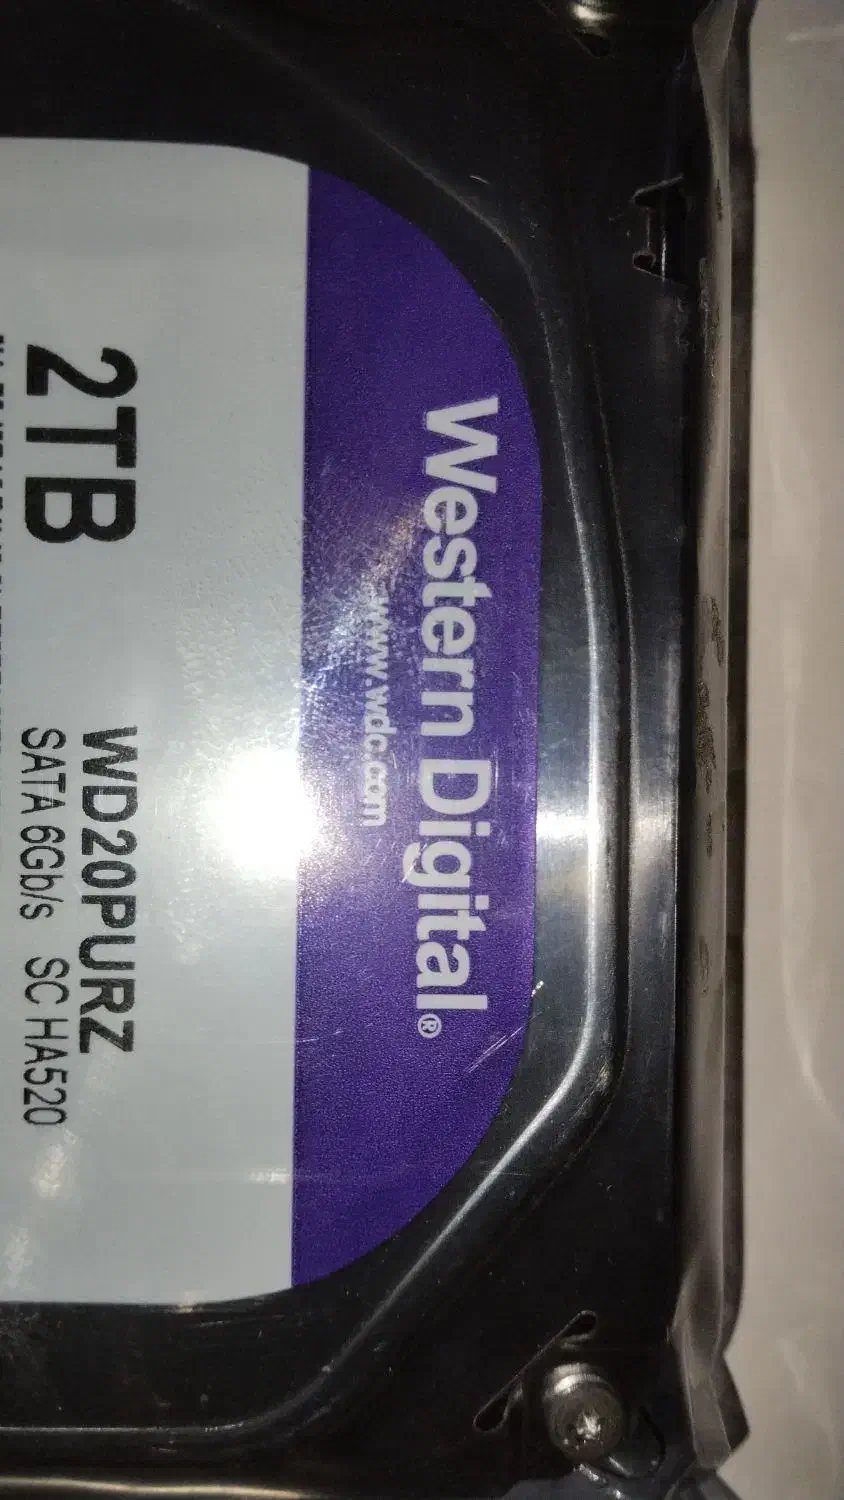 Western Digital®
www.wdc.com
2TB
WD20PURZ
SATA 6Gb/s SC HA520